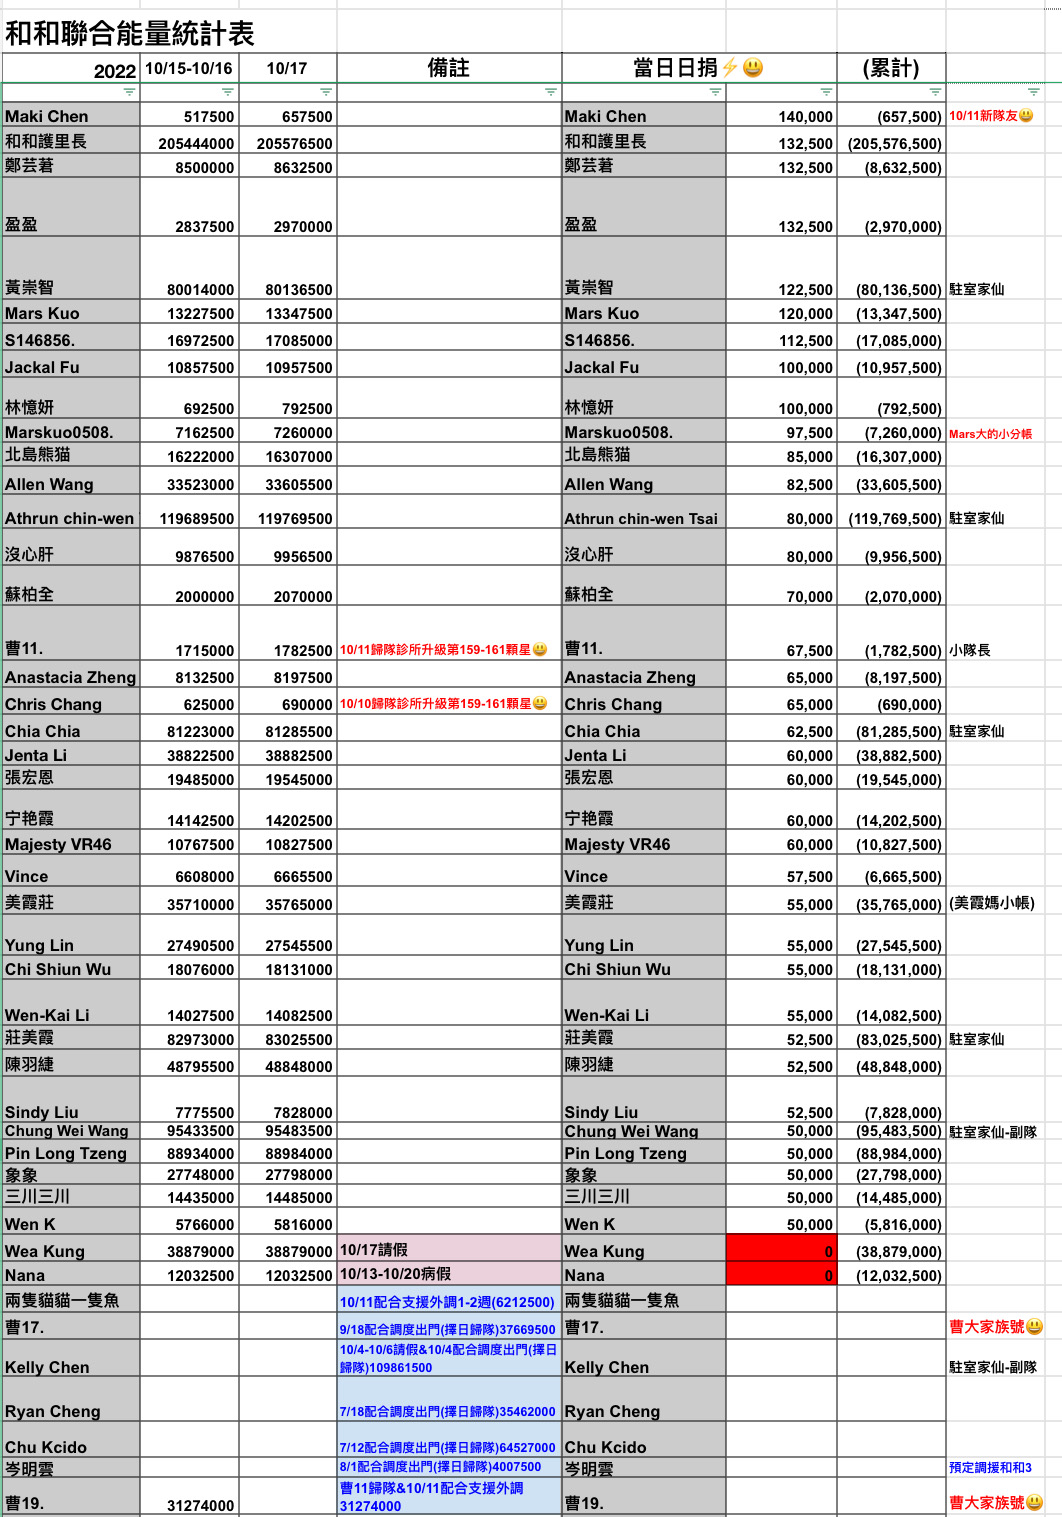 和和聯合能量統計表
2022 10/15-10/16 10/17 備註 當日日捐⚡😃 (累計)
Maki Chen 517500 657500 Maki Chen 140,000 (657,500) 10/11新隊友😃
和和護里長 205444000 205576500 和和護里長 132,500 (205,576,500)
鄭芸莙 8500000 8632500 鄭芸莙 132,500 (8,632,500)
盈盈 2837500 2970000 盈盈 132,500 (2,970,000)
黃崇智 80014000 80136500 黃崇智 122,500 (80,136,500) 駐室家仙
Mars Kuo 13227500 13347500 Mars Kuo 120,000 (13,347,500)
S146856. 16972500 17085000 S146856. 112,500 (17,085,000)
Jackal Fu 10857500 10957500 Jackal Fu 100,000 (10,957,500)
林憶妍 692500 792500 林憶妍 100,000 (792,500)
Marskuo0508. 7162500 7260000 Marskuo0508. 97,500 (7,260,000) Mars大的小分帳
北島熊猫 16222000 16307000 北島熊猫 85,000 (16,307,000)
Allen Wang 33523000 33605500 Allen Wang 82,500 (33,605,500)
Athrun chin-wen 119689500 119769500 Athrun chin-wen Tsai 80,000 (119,769,500) 駐室家仙
沒心肝 9876500 9956500 沒心肝 80,000 (9,956,500)
蘇柏全 2000000 2070000 蘇柏全 70,000 (2,070,000)
曹11. 1715000 1782500 10/11歸隊診所升級第159-161顆星😃 曹11. 67,500 (1,782,500) 小隊長
Anastacia Zheng 8132500 8197500 Anastacia Zheng 65,000 (8,197,500)
Chris Chang 625000 690000 10/10歸隊診所升級第159-161顆星😃 Chris Chang 65,000 (690,000)
Chia Chia 81223000 81285500 Chia Chia 62,500 (81,285,500) 駐室家仙
Jenta Li 38822500 38882500 Jenta Li 60,000 (38,882,500)
張宏恩 19485000 19545000 張宏恩 60,000 (19,545,000)
宁艳霞 14142500 14202500 宁艳霞 60,000 (14,202,500)
Majesty VR46 10767500 10827500 Majesty VR46 60,000 (10,827,500)
Vince 6608000 6665500 Vince 57,500 (6,665,500)
美霞莊 35710000 35765000 美霞莊 55,000 (35,765,000) (美霞媽小帳)
Yung Lin 27490500 27545500 Yung Lin 55,000 (27,545,500)
Chi Shiun Wu 18076000 18131000 Chi Shiun Wu 55,000 (18,131,000)
Wen-Kai Li 14027500 14082500 Wen-Kai Li 55,000 (14,082,500)
莊美霞 82973000 83025500 莊美霞 52,500 (83,025,500) 駐室家仙
陳羽緁 48795500 48848000 陳羽緁 52,500 (48,848,000)
Sindy Liu 7775500 7828000 Sindy Liu 52,500 (7,828,000)
Chung Wei Wang 95433500 95483500 Chung Wei Wang 50,000 (95,483,500) 駐室家仙-副隊
Pin Long Tzeng 88934000 88984000 Pin Long Tzeng 50,000 (88,984,000)
象象 27748000 27798000 象象 50,000 (27,798,000)
三川三川 14435000 14485000 三川三川 50,000 (14,485,000)
Wen K 5766000 5816000 Wen K 50,000 (5,816,000)
Wea Kung 38879000 38879000 10/17請假 Wea Kung 0 (38,879,000)
Nana 12032500 12032500 10/13-10/20病假 Nana 0 (12,032,500)
兩隻貓貓一隻魚 10/11配合支援外調1-2週(6212500) 兩隻貓貓一隻魚
曹17. 9/18配合調度出門(擇日歸隊)37669500 曹17. 曹大家族號😃
10/4-10/6請假&10/4配合調度出門(擇日
Kelly Chen 歸隊)109861500 Kelly Chen 駐室家仙-副隊
Ryan Cheng 7/18配合調度出門(擇日歸隊)35462000 Ryan Cheng
Chu Kcido 7/12配合調度出門(擇日歸隊)64527000 Chu Kcido
岑明雲 8/1配合調度出門(擇日歸隊)4007500 岑明雲 預定調援和和3
曹11歸隊&10/11配合支援外調
曹19. 31274000 31274000 曹19. 曹大家族號😃